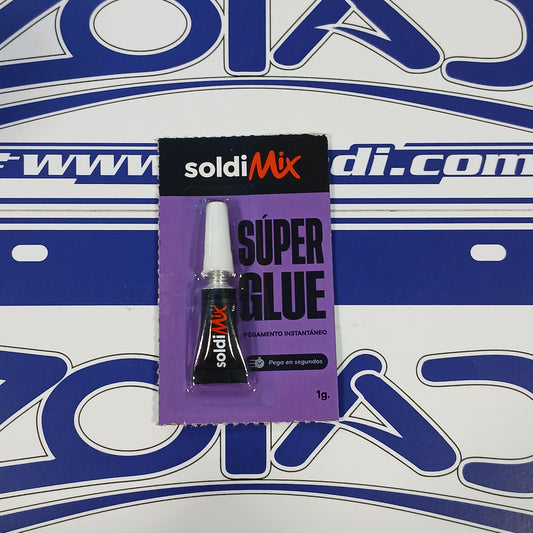 www.
di.com
soldiMix
SÚPER
GLUE
PEGAMENTO INSTANTÁNEO
Pega en segundos
1g.
soldiMix